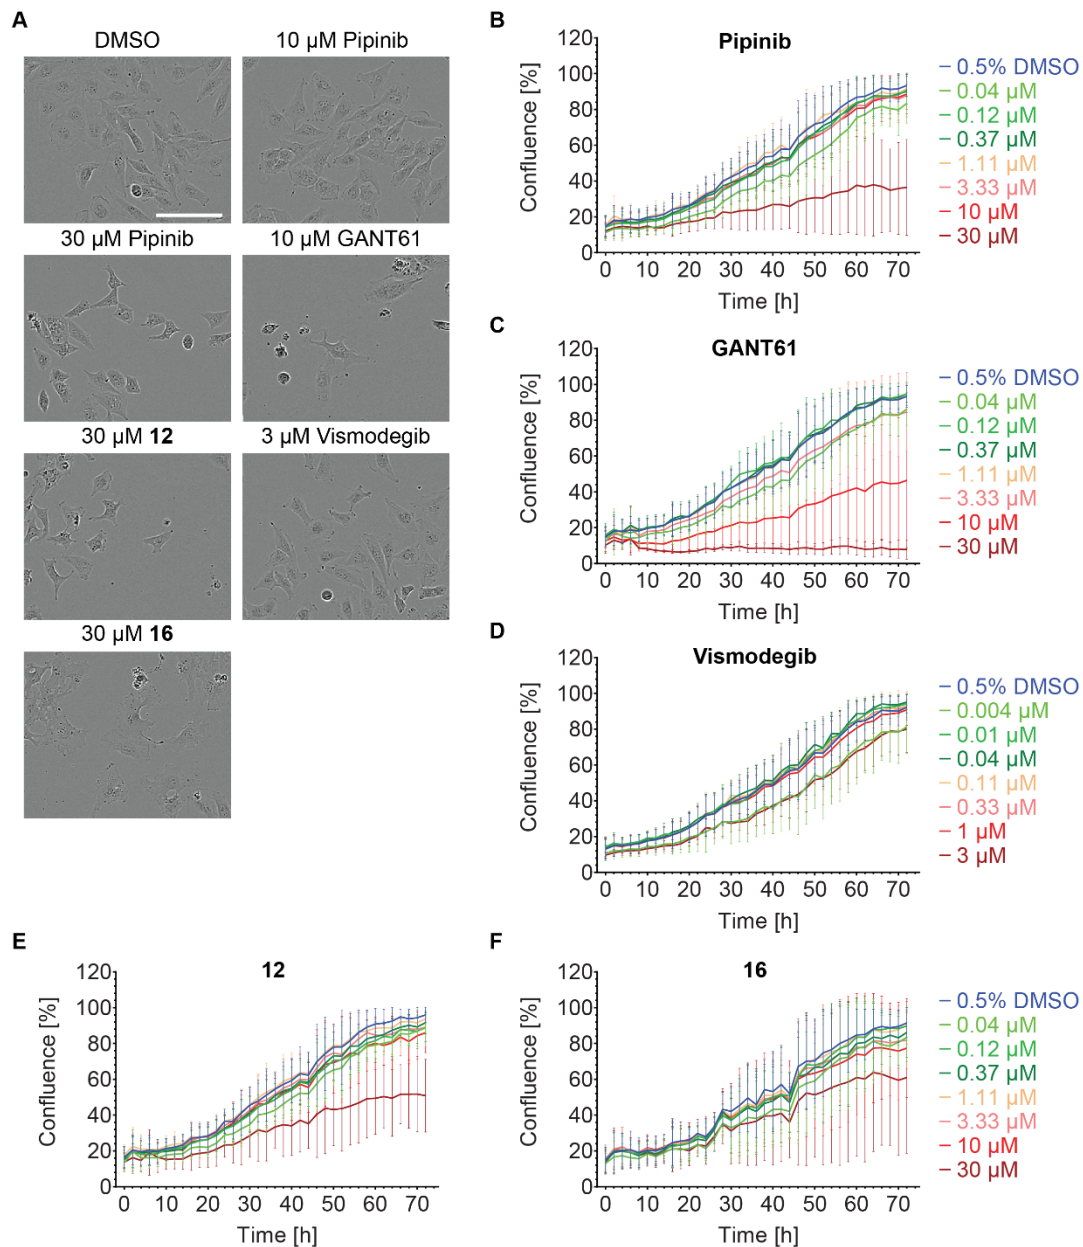 A
DMSO
10 µM Pipinib
30 µM Pipinib
10 µM GANT61
30 µM 12
3 µM Vismodegib
30 µM 16
B
Pipinib
Confluence [%]
120
100
80
60
40
20
0
0 10 20 30 40 50 60 70
Time [h]
0.5% DMSO
0.04 µM
0.12 µM
0.37 µM
1.11 µM
3.33 µM
10 µM
30 µM
C
GANT61
Confluence [%]
120
100
80
60
40
20
0
0 10 20 30 40 50 60 70
Time [h]
0.5% DMSO
0.04 µM
0.12 µM
0.37 µM
1.11 µM
3.33 µM
10 µM
30 µM
D
Vismodegib
Confluence [%]
120
100
80
60
40
20
0
0 10 20 30 40 50 60 70
Time [h]
0.5% DMSO
0.004 µM
0.01 µM
0.04 µM
0.11 µM
0.33 µM
1 µM
3 µM
E
12
Confluence [%]
120
100
80
60
40
20
0
0 10 20 30 40 50 60 70
Time [h]
F
16
Confluence [%]
120
100
80
60
40
20
0
0 10 20 30 40 50 60 70
Time [h]
0.5% DMSO
0.04 µM
0.12 µM
0.37 µM
1.11 µM
3.33 µM
10 µM
30 µM